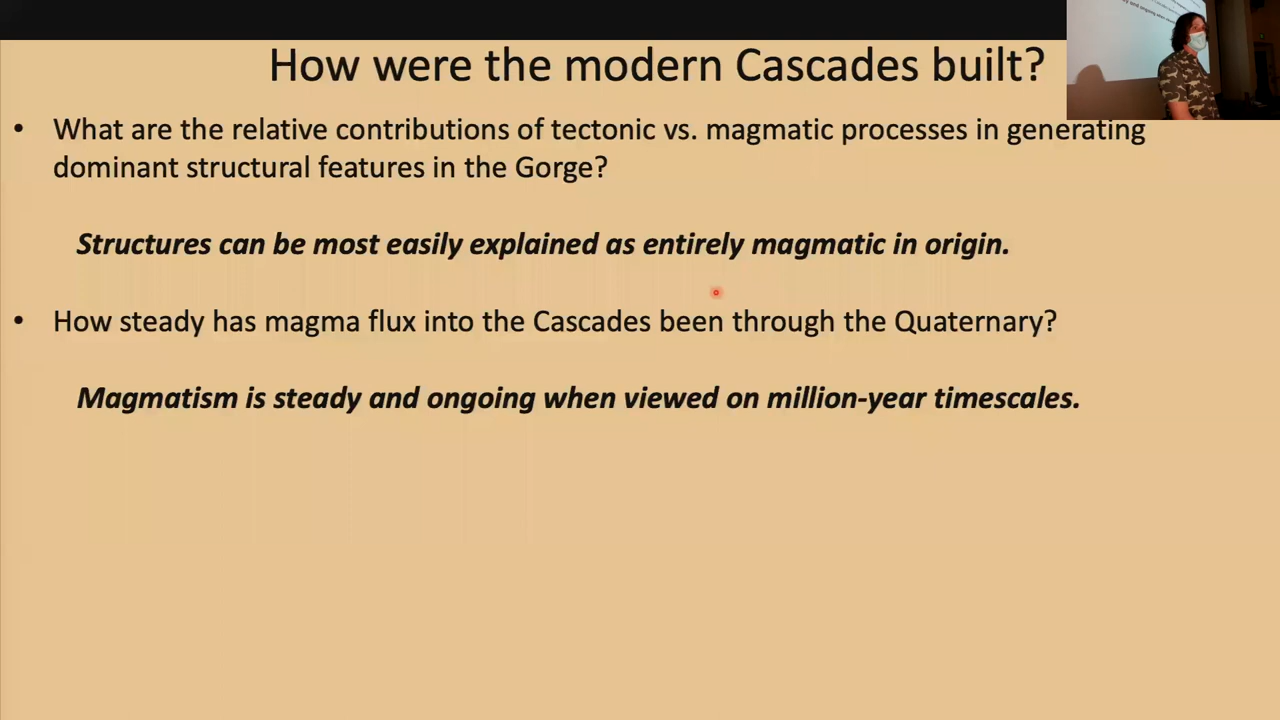 How were the modern Cascades built?
• What are the relative contributions of tectonic vs. magmatic processes in generating
dominant structural features in the Gorge?
Structures can be most easily explained as entirely magmatic in origin.
• How steady has magma flux into the Cascades been through the Quaternary?
Magmatism is steady and ongoing when viewed on million-year timescales.